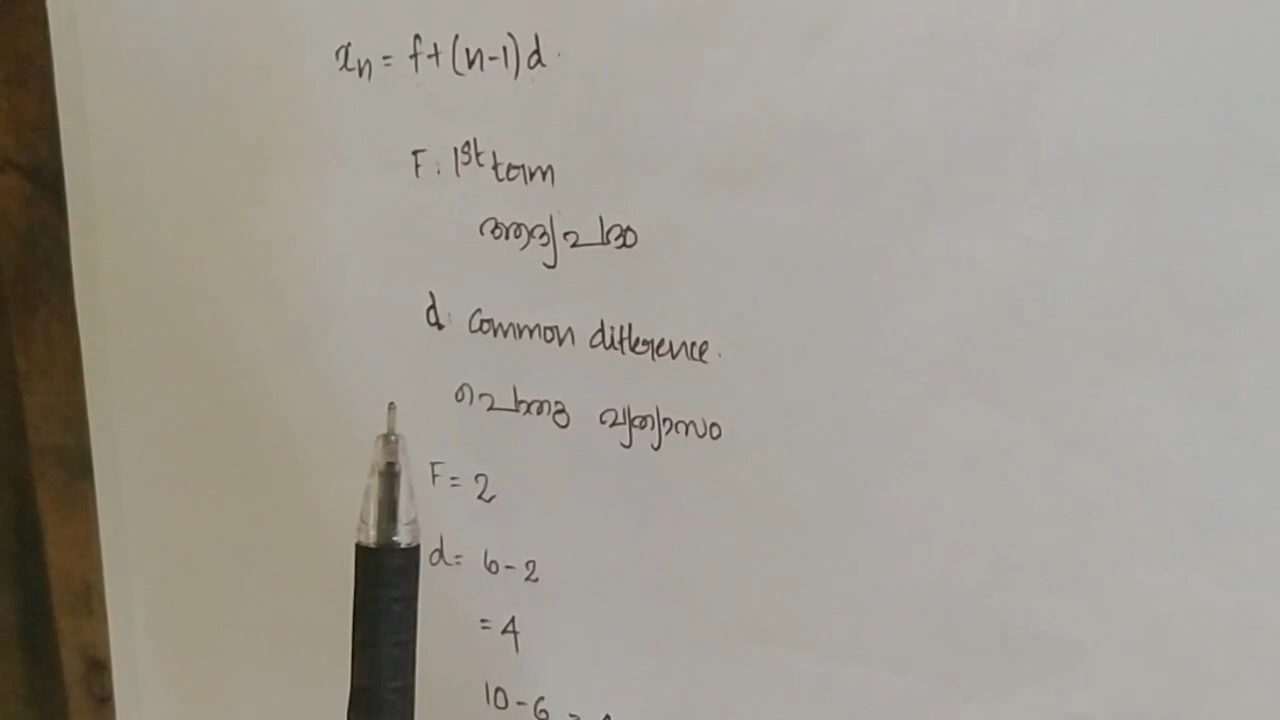 xn = f+(n-1)d.
F: 1st term
ആദ്യപദം
d: Common difference.
പൊതു വ്യത്യാസം
F = 2
d = 6-2
= 4
10-6 =